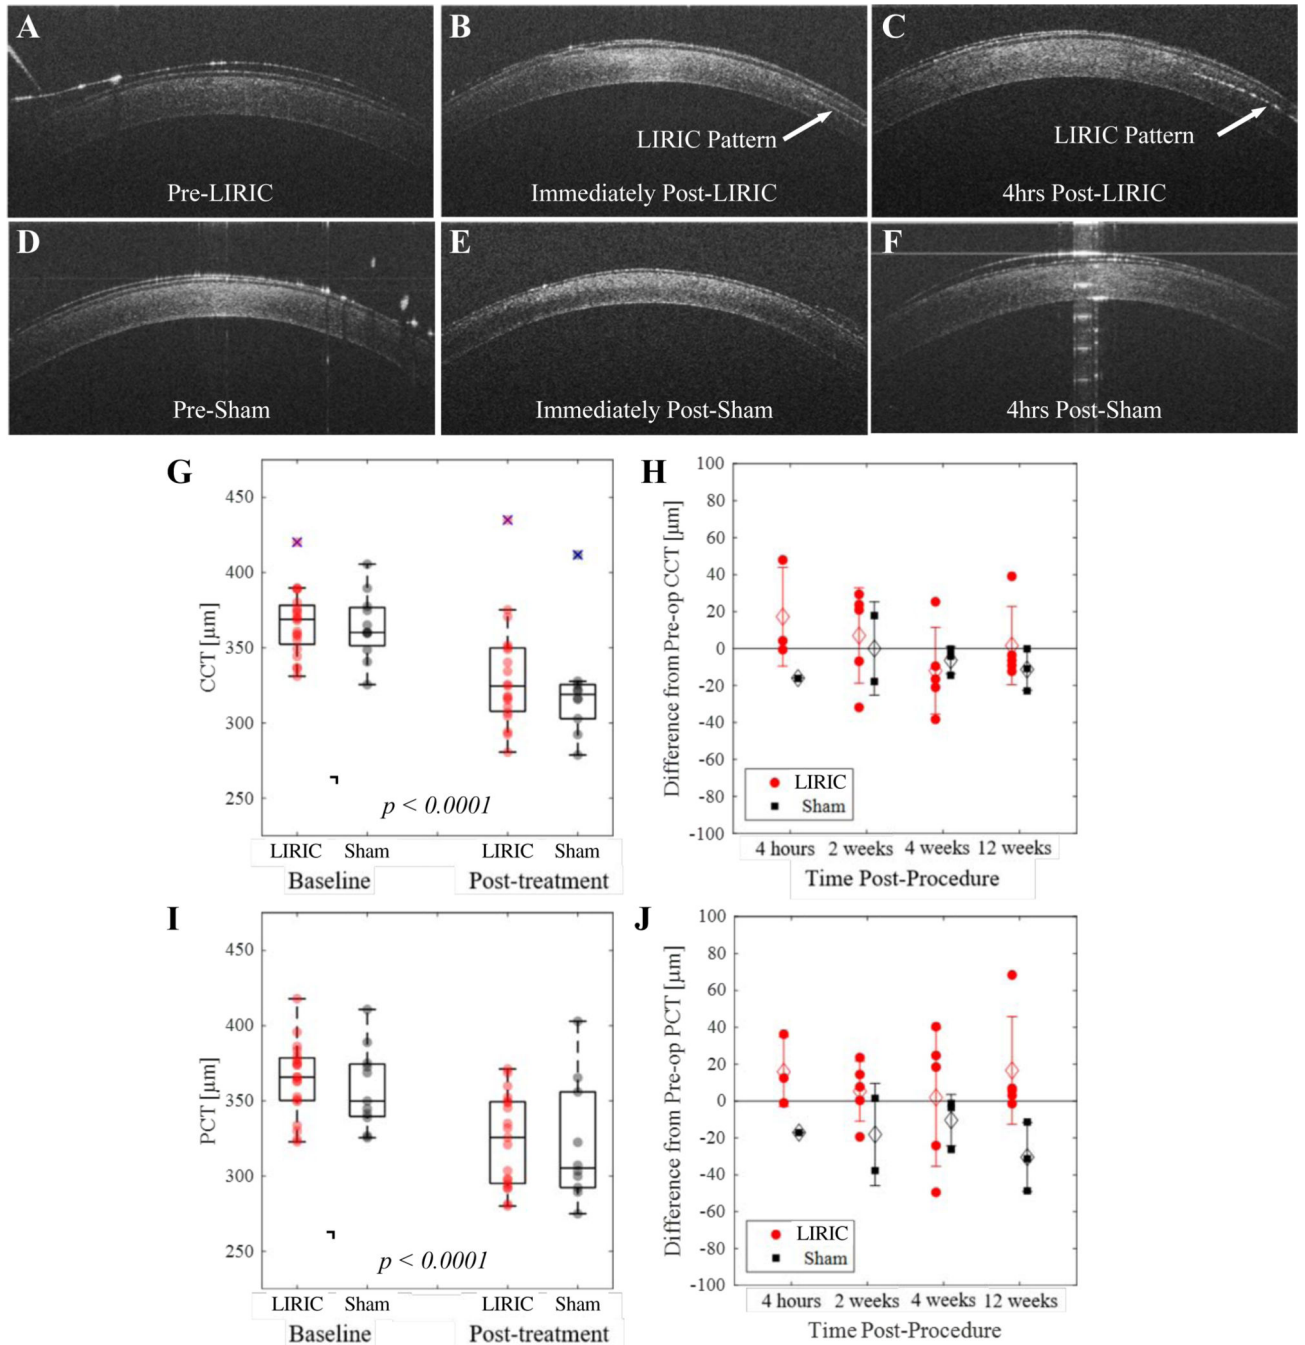 A
B
C
LIRIC Pattern
LIRIC Pattern
Pre-LIRIC
Immediately Post-LIRIC
4hrs Post-LIRIC
D
E
F
Pre-Sham
Immediately Post-Sham
4hrs Post-Sham
G
CCT [µm]
450
400
350
300
250
p < 0.0001
LIRIC
Sham
LIRIC
Sham
Baseline
Post-treatment
H
Difference from Pre-op CCT [µm]
100
80
60
40
20
0
-20
-40
-60
-80
-100
LIRIC
Sham
4 hours
2 weeks
4 weeks
12 weeks
Time Post-Procedure
I
PCT [µm]
450
400
350
300
250
p < 0.0001
LIRIC
Sham
LIRIC
Sham
Baseline
Post-treatment
J
Difference from Pre-op PCT [µm]
100
80
60
40
20
0
-20
-40
-60
-80
-100
LIRIC
Sham
4 hours
2 weeks
4 weeks
12 weeks
Time Post-Procedure